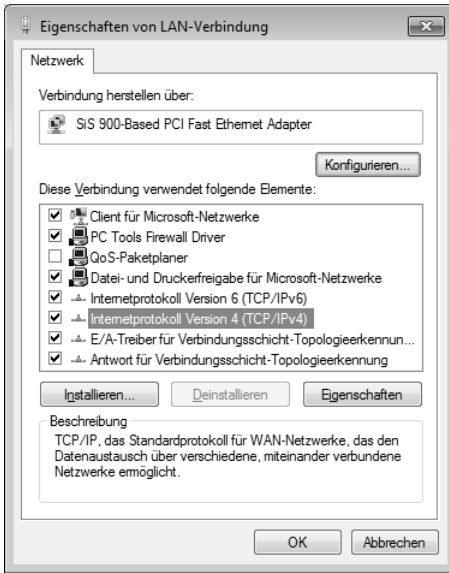 Eigenschaften von LAN-Verbindung
Netzwerk
Verbindung herstellen über:
SiS 900-Based PCI Fast Ethernet Adapter
Konfigurieren...
Diese Verbindung verwendet folgende Elemente:
Client für Microsoft-Netzwerke
PC Tools Firewall Driver
QoS-Paketplaner
Datei- und Druckerfreigabe für Microsoft-Netzwerke
Internetprotokoll Version 6 (TCP/IPv6)
Internetprotokoll Version 4 (TCP/IPv4)
E/A-Treiber für Verbindungsschicht-Topologieerkennun...
Antwort für Verbindungsschicht-Topologieerkennung
Installieren... Deinstallieren Eigenschaften
Beschreibung
TCP/IP, das Standardprotokoll für WAN-Netzwerke, das den
Datenaustausch über verschiedene, miteinander verbundene
Netzwerke ermöglicht.
OK Abbrechen